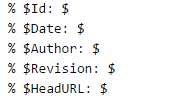 % $Id: $
% $Date: $
% $Author: $
% $Revision: $
% $HeadURL: $